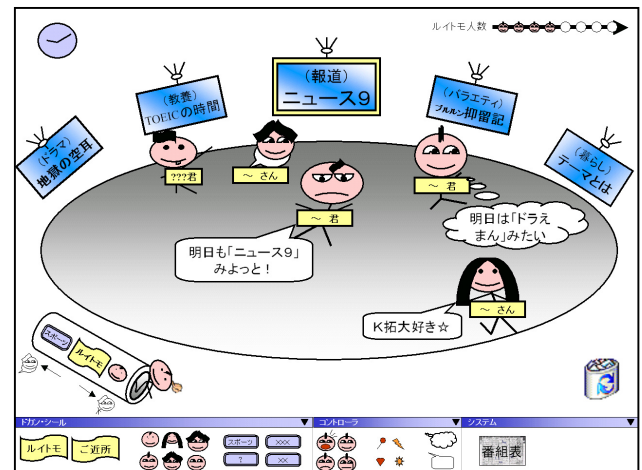 ルイトモ人数
(報道)
ニュース9
(教養)
TOEICの時間
(バラエティ)
ブルルン抑留記
(ドラマ)
地獄の空耳
(暮らし)
テーマとは
???君
～ さん
～ 君
～ 君
明日は「ドラえ
まん」みたい
明日も「ニュース9」
みよっと！
～ さん
K拓大好き☆
スポーツ
ルイトモ
ドガン・シール
コントローラ
システム
ルイトモ
ご近所
スポーツ
×××
?
××
番組表